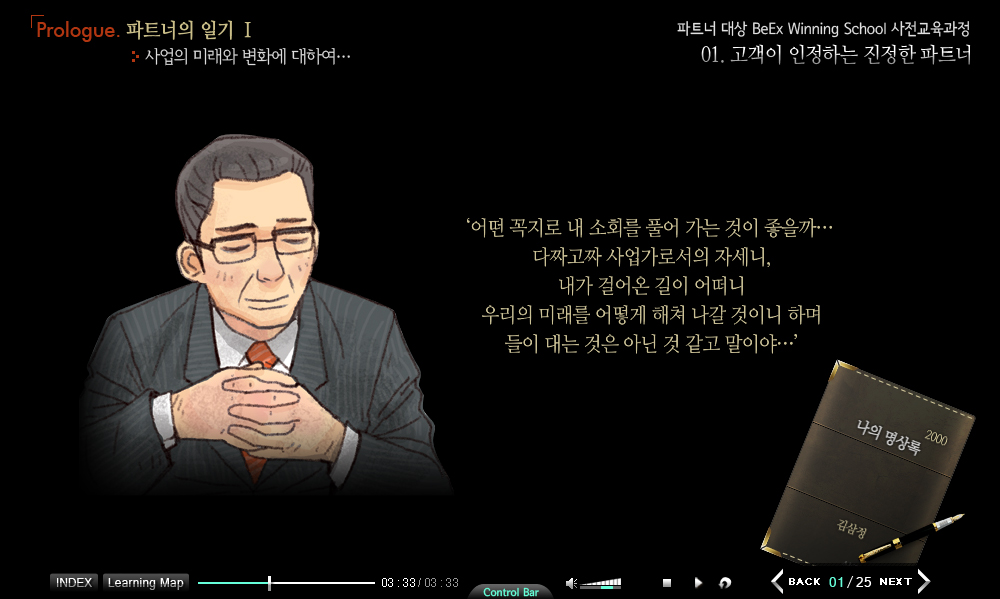 Prologue. 파트너의 일기 I
사업의 미래와 변화에 대하여…
파트너 대상 BeEx Winning School 사전교육과정
01. 고객이 인정하는 진정한 파트너
‘어떤 꼭지로 내 소회를 풀어 가는 것이 좋을까…
다짜고짜 사업가로서의 자세니,
내가 걸어온 길이 어떠니
우리의 미래를 어떻게 해쳐 나갈 것이니 하며
들이 대는 것은 아닌 것 같고 말이야…’
나의 명상록 2000
김삼정
INDEX Learning Map 03 : 33 / 03 : 33 BACK 01/25 NEXT
Control Bar